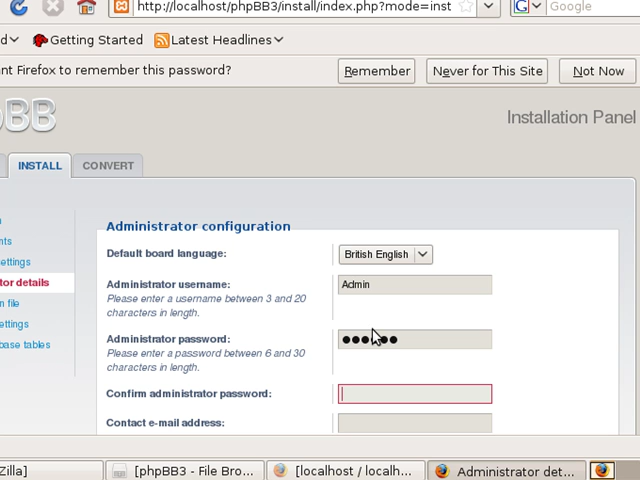 http://localhost/phpBB3/install/index.php?mode=inst
Google
Getting Started
Latest Headlines
nt Firefox to remember this password?
Remember
Never for This Site
Not Now
pBB
Installation Panel
INSTALL
CONVERT
nts
ettings
tor details
n file
ettings
base tables
Administrator configuration
Default board language:
British English
Administrator username:
Admin
Please enter a username between 3 and 20
characters in length.
Administrator password:
Please enter a password between 6 and 30
characters in length.
Confirm administrator password:
Contact e-mail address:
Zilla]
[phpBB3 - File Bro...
[localhost / localh...
Administrator det...